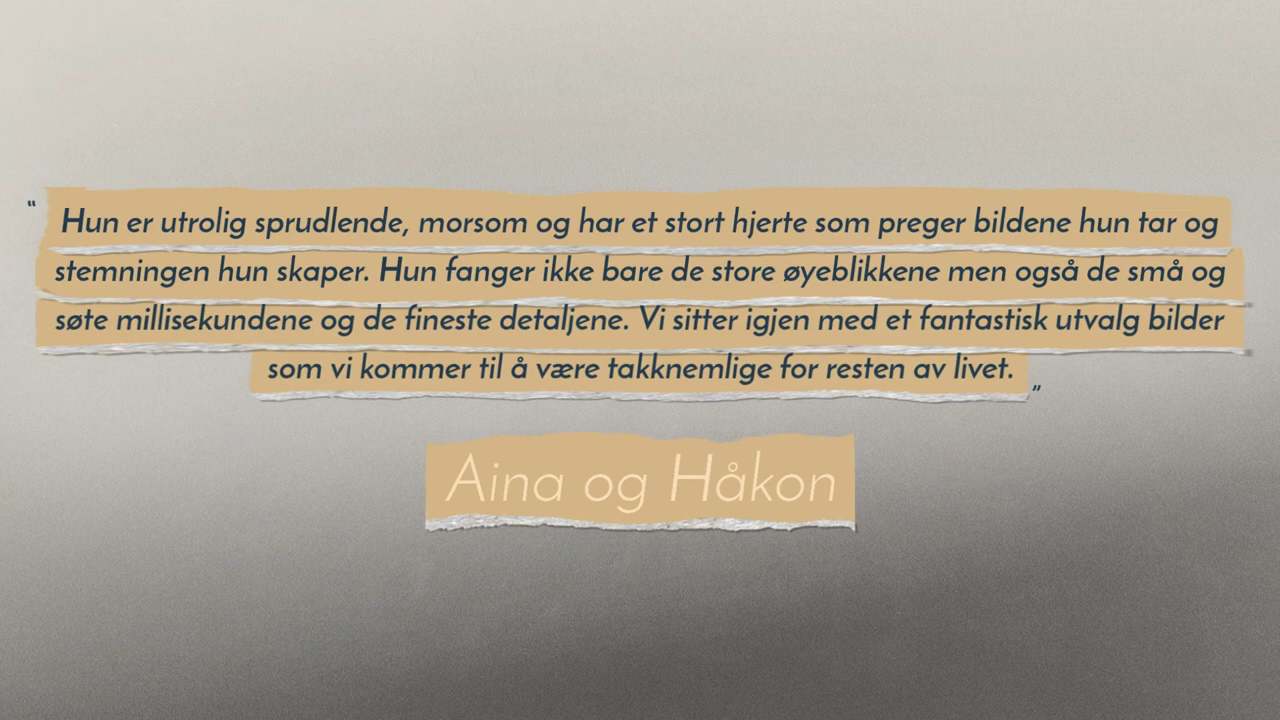 “ Hun er utrolig sprudlende, morsom og har et stort hjerte som preger bildene hun tar og
stemningen hun skaper. Hun fanger ikke bare de store øyeblikkene men også de små og
søte millisekundene og de fineste detaljene. Vi sitter igjen med et fantastisk utvalg bilder
som vi kommer til å være takknemlige for resten av livet. ”
Aina og Håkon